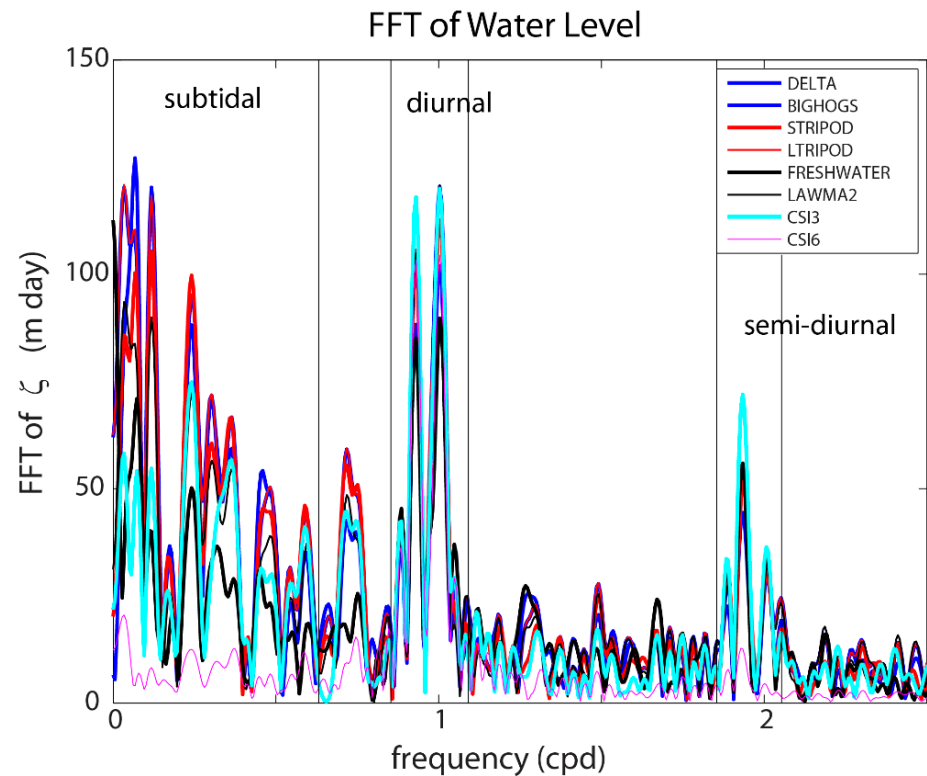 FFT of Water Level
150
100
50
0
FFT of ζ (m day)
subtidal
diurnal
semi-diurnal
DELTA
BIGHOGS
STRIPOD
LTRIPOD
FRESHWATER
LAWMA2
CSI3
CSI6
0 1 2
frequency (cpd)